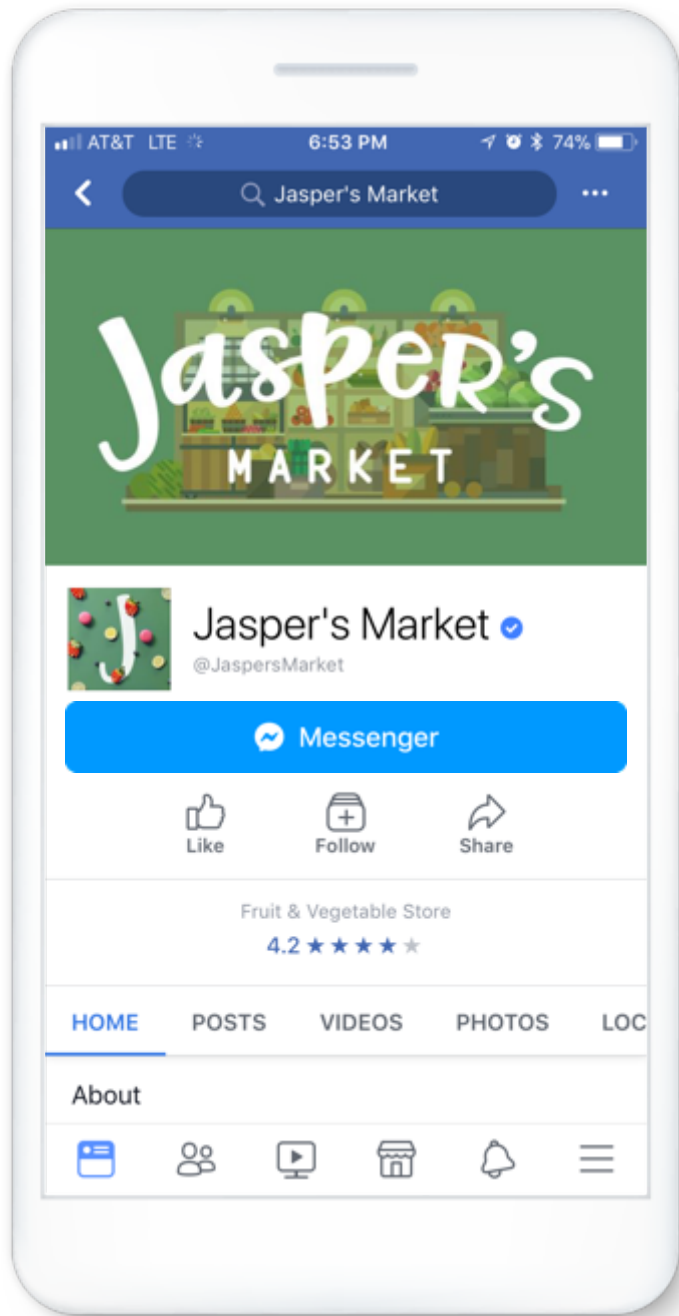 AT&T LTE 6:53 PM 74%
Jasper's Market
Jasper's
MARKET
J
Jasper's Market
@JaspersMarket
Messenger
Like Follow Share
Fruit & Vegetable Store
4.2
HOME POSTS VIDEOS PHOTOS LOC
About